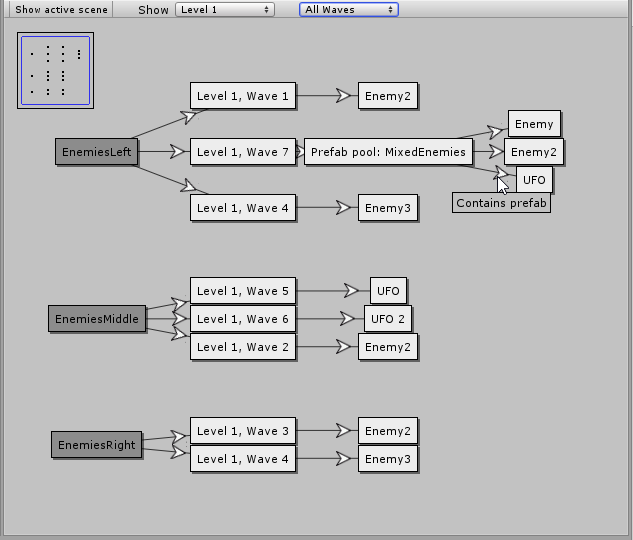 Show active scene
Show
Level 1
All Waves
Level 1, Wave 1
Enemy2
EnemiesLeft
Level 1, Wave 7
Prefab pool: MixedEnemies
Enemy
Enemy2
UFO
Contains prefab
Level 1, Wave 4
Enemy3
EnemiesMiddle
Level 1, Wave 5
UFO
Level 1, Wave 6
UFO 2
Level 1, Wave 2
Enemy2
EnemiesRight
Level 1, Wave 3
Enemy2
Level 1, Wave 4
Enemy3